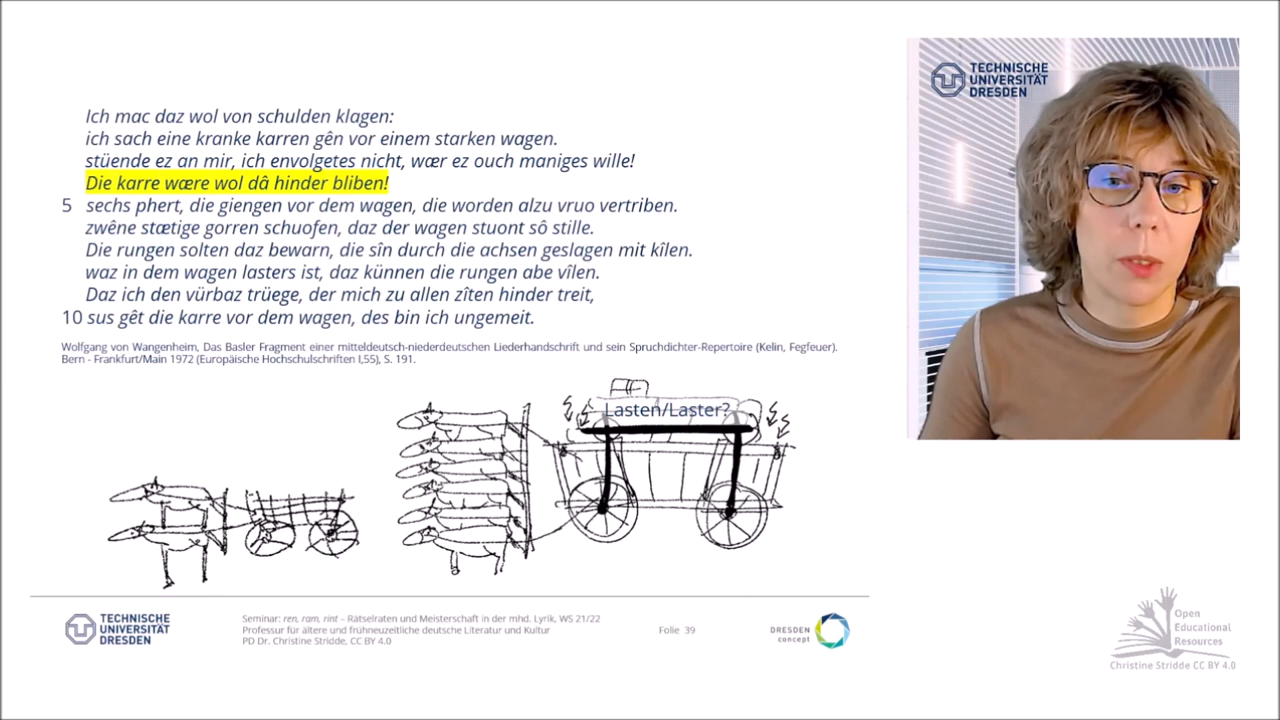 Ich mac daz wol von schulden klagen:
ich sach eine kranke karren gên vor einem starken wagen.
stüende ez an mir, ich envolgetes nicht, wær ez ouch maniges wille!
Die karre wære wol dâ hinder bliben!
5 sechs phert, die giengen vor dem wagen, die worden alzu vruo vertriben.
zwêne stætige gorren schuofen, daz der wagen stuont sô stille.
Die rungen solten daz bewarn, die sîn durch die achsen geslagen mit kîlen.
waz in dem wagen lasters ist, daz künnen die rungen abe vîlen.
Daz ich den vürbaz trüege, der mich zu allen zîten hinder treit,
10 sus gêt die karre vor dem wagen, des bin ich ungemeit.
Wolfgang von Wangenheim, Das Basler Fragment einer mitteldeutsch-niederdeutschen Liederhandschrift und sein Spruchdichter-Repertoire (Kelin, Fegfeuer).
Bern - Frankfurt/Main 1972 (Europäische Hochschulschriften I,55), S. 191.
Lasten/Laster?
TECHNISCHE
UNIVERSITÄT
DRESDEN
Seminar: ren, ram, rint – Rätselraten und Meisterschaft in der mhd. Lyrik, WS 21/22
Professur für ältere und frühneuzeitliche deutsche Literatur und Kultur
PD Dr. Christine Stridde, CC BY 4.0
Folie 39
DRESDEN
concept
TECHNISCHE
UNIVERSITÄT
DRESDEN
Open
Educational
Resources
Christine Stridde CC BY 4.0